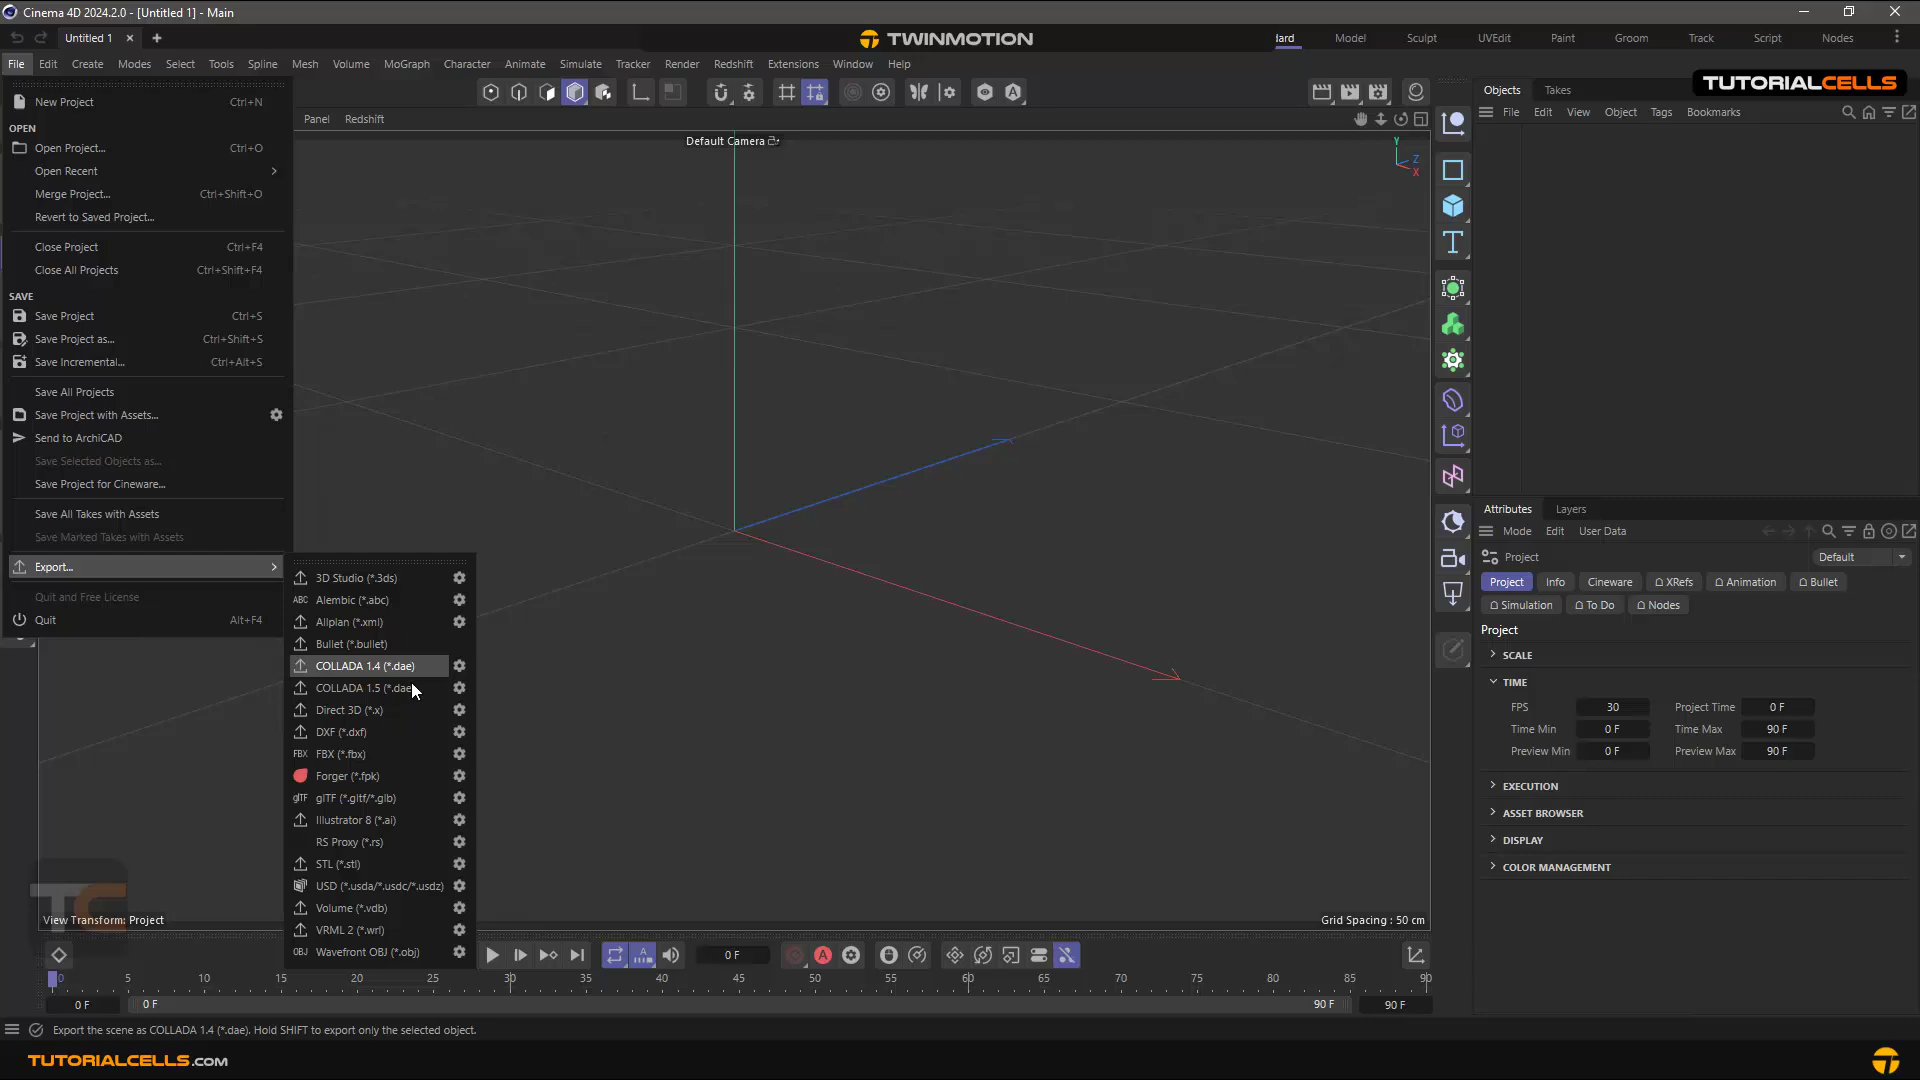 Cinema 4D 2024.2.0 - [Untitled 1] - Main
Untitled 1
TWINMOTION
dard Model Sculpt UVEdit Paint Groom Track Script Nodes
File Edit Create Modes Select Tools Spline Mesh Volume MoGraph Character Animate Simulate Tracker Render Redshift Extensions Window Help
TUTORIALCELLS
New Project Ctrl+N
OPEN
Open Project... Ctrl+O
Open Recent
Merge Project... Ctrl+Shift+O
Revert to Saved Project...
Close Project Ctrl+F4
Close All Projects Ctrl+Shift+F4
SAVE
Save Project Ctrl+S
Save Project as... Ctrl+Shift+S
Save Incremental... Ctrl+Alt+S
Save All Projects
Save Project with Assets...
Send to ArchiCAD
Save Selected Objects as...
Save Project for Cineware...
Save All Takes with Assets
Save Marked Takes with Assets
Export...
Quit and Free License
Quit Alt+F4
3D Studio (*.3ds)
ABC Alembic (*.abc)
Allplan (*.xml)
Bullet (*.bullet)
COLLADA 1.4 (*.dae)
COLLADA 1.5 (*.dae
Direct 3D (*.x)
DXF (*.dxf)
FBX FBX (*.fbx)
Forger (*.fpk)
glTF glTF (*.gltf/*.glb)
Illustrator 8 (*.ai)
RS Proxy (*.rs)
STL (*.stl)
USD (*.usda/*.usdc/*.usdz)
Volume (*.vdb)
VRML 2 (*.wrl)
OBJ Wavefront OBJ (*.obj)
Panel Redshift
Default Camera
Y
Z
X
View Transform: Project
Grid Spacing : 50 cm
TC
Objects Takes
File Edit View Object Tags Bookmarks
Attributes Layers
Mode Edit User Data
Project Default
Project Info Cineware XRefs Animation Bullet
Simulation To Do Nodes
Project
SCALE
TIME
FPS 30 Project Time 0 F
Time Min 0 F Time Max 90 F
Preview Min 0 F Preview Max 90 F
EXECUTION
ASSET BROWSER
DISPLAY
COLOR MANAGEMENT
0 F
0 5 10 15 20 25 30 35 40 45 50 55 60 65 70 75 80 85 90
0 F 0 F 90 F 90 F
Export the scene as COLLADA 1.4 (*.dae). Hold SHIFT to export only the selected object.
TUTORIALCELLS.COM